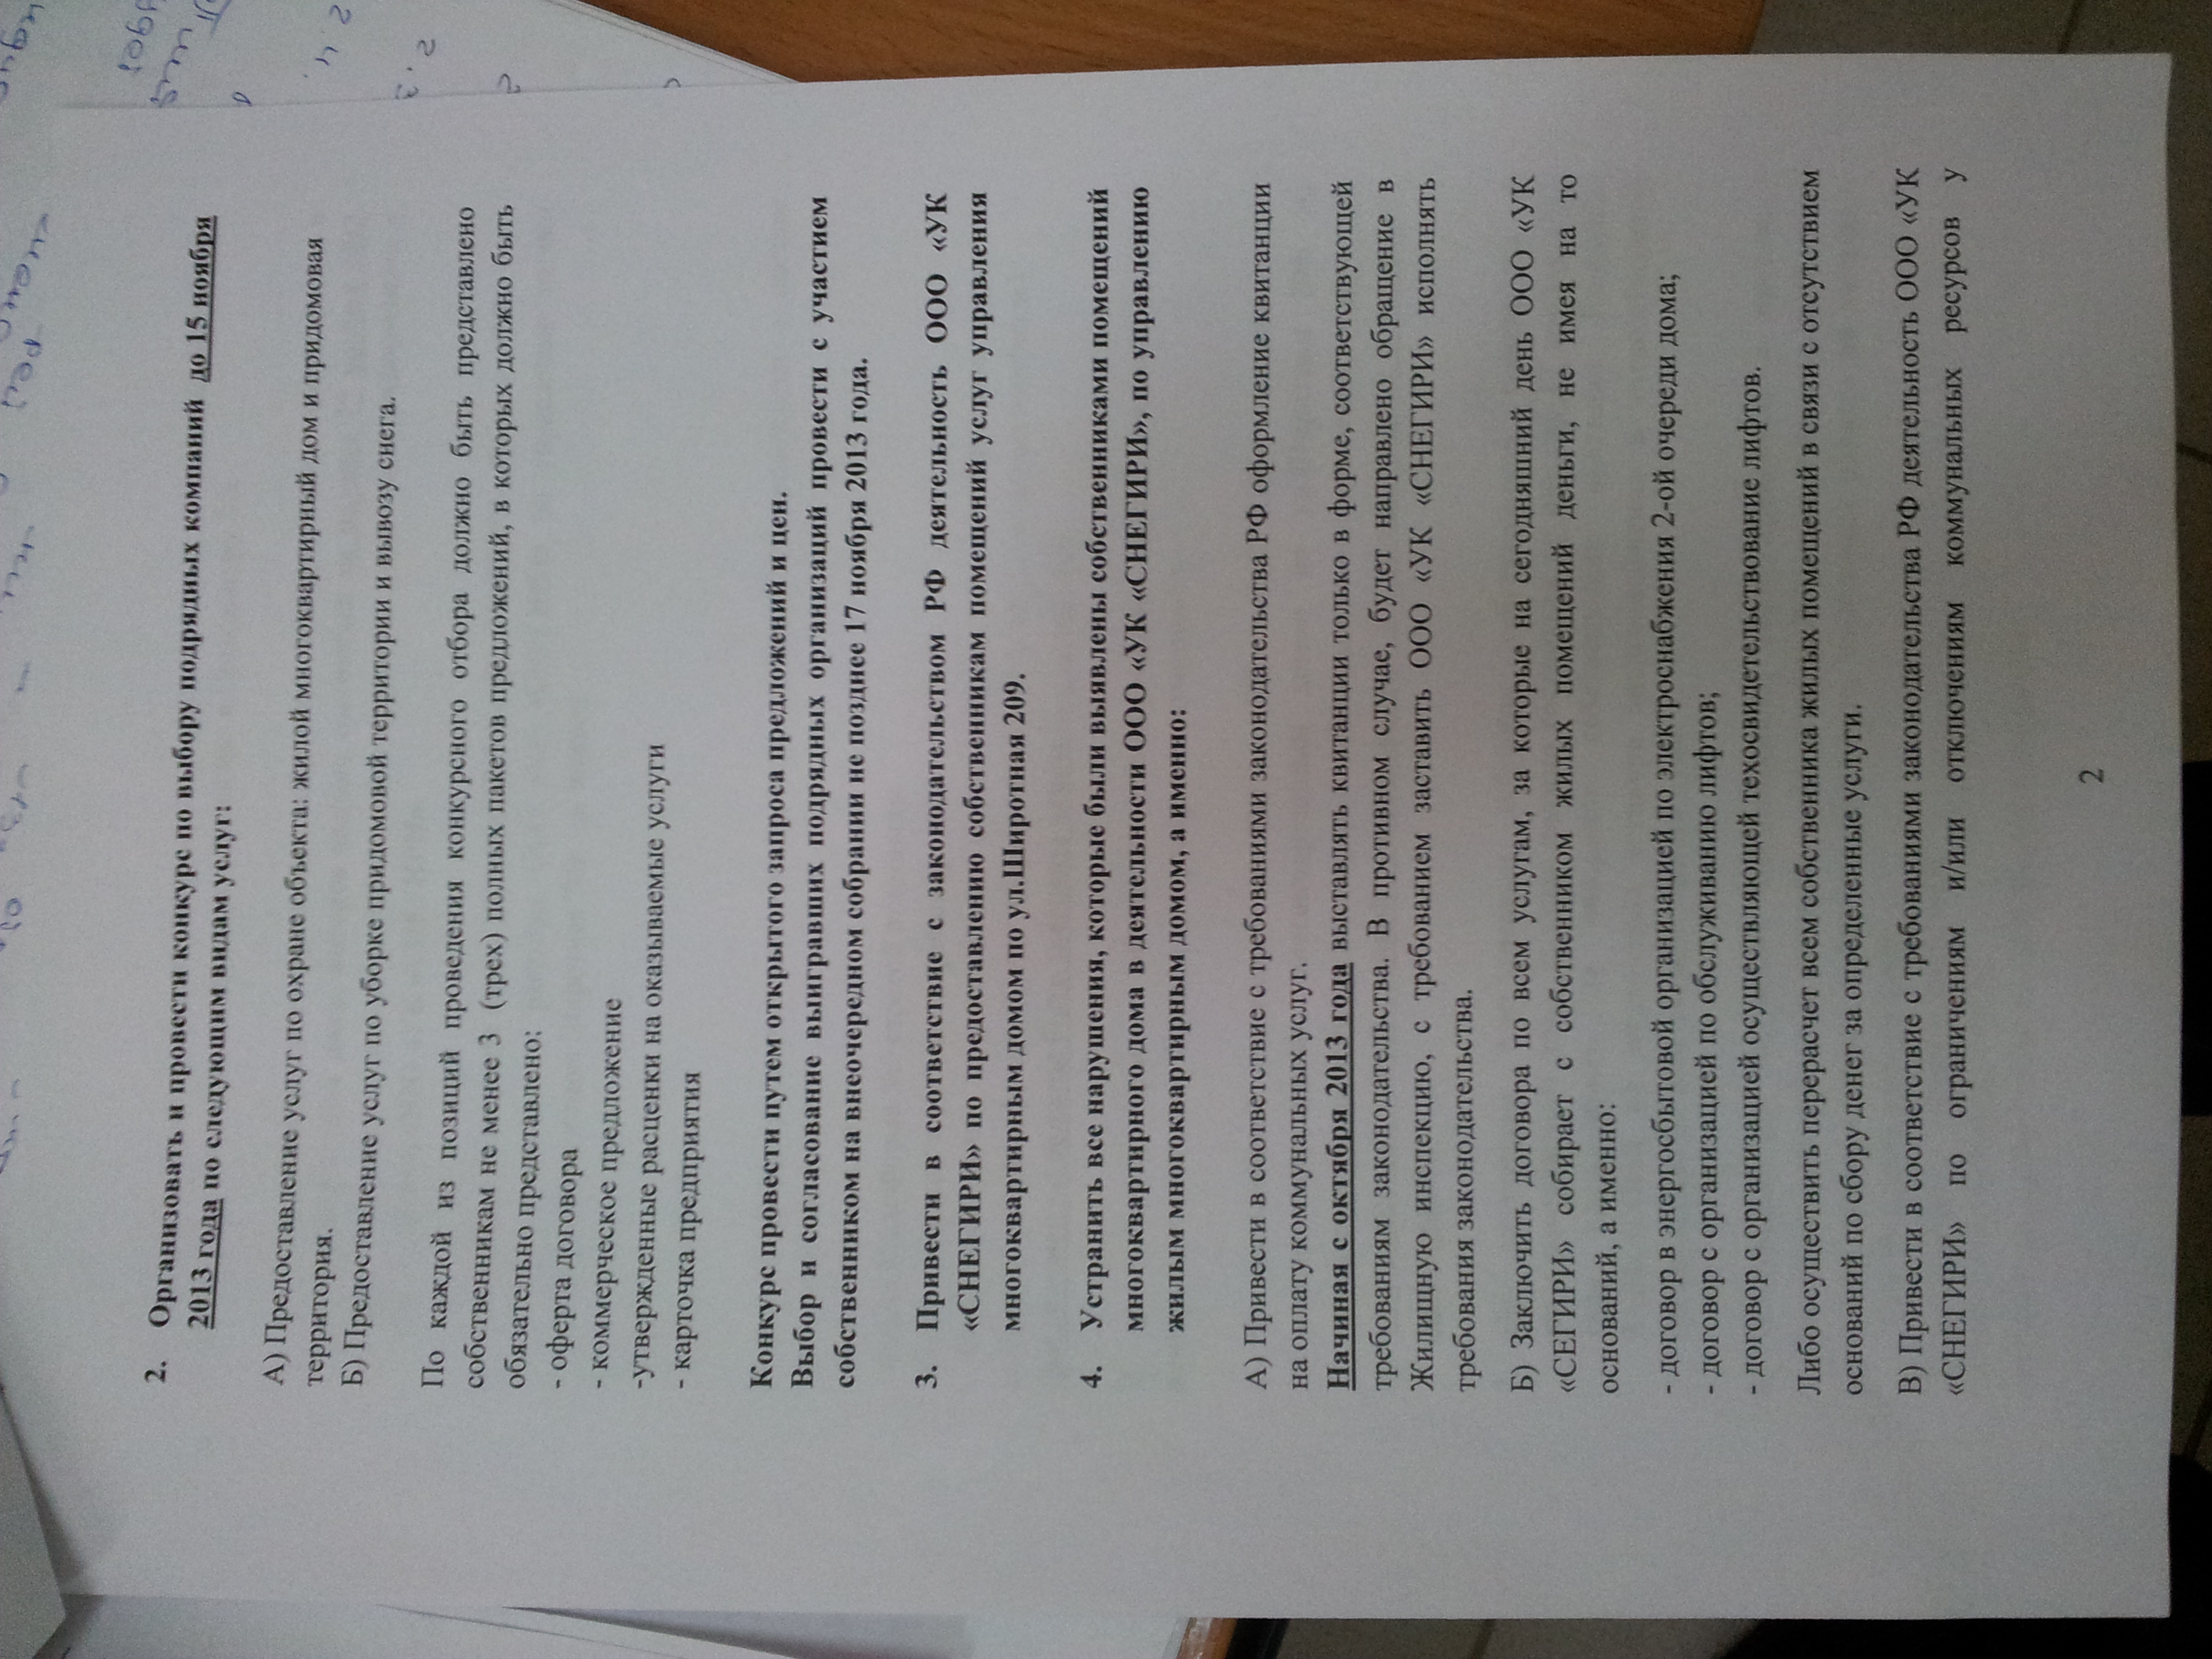 2. Организовать и провести конкурс по выбору подрядных компаний до 15 ноября
2013 года по следующим видам услуг:
А) Предоставление услуг по охране объекта: жилой многоквартирный дом и придомовая
территория.
Б) Предоставление услуг по уборке придомовой территории и вывозу снега.
По каждой из позиций проведения конкурсного отбора должно быть представлено
собственникам не менее 3 (трех) полных пакетов предложений, в которых должно быть
обязательно представлено:
- оферта договора
- коммерческое предложение
-утвержденные расценки на оказываемые услуги
- карточка предприятия
Конкурс провести путем открытого запроса предложений и цен.
Выбор и согласование выигравших подрядных организаций провести с участием
собственником на внеочередном собрании не позднее 17 ноября 2013 года.
3. Привести в соответствие с законодательством РФ деятельность ООО «УК
«СНЕГИРИ» по предоставлению собственникам помещений услуг управления
многоквартирным домом по ул.Широтная 209.
4. Устранить все нарушения, которые были выявлены собственниками помещений
многоквартирного дома в деятельности ООО «УК «СНЕГИРИ», по управлению
жилым многоквартирным домом, а именно:
А) Привести в соответствие с требованиями законодательства РФ оформление квитанции
на оплату коммунальных услуг.
Начиная с октября 2013 года выставлять квитанции только в форме, соответствующей
требованиям законодательства. В противном случае, будет направлено обращение в
Жилищную инспекцию, с требованием заставить ООО «УК «СНЕГИРИ» исполнять
требования законодательства.
Б) Заключить договора по всем услугам, за которые на сегодняшний день ООО «УК
«СЕГИРИ» собирает с собственником жилых помещений деньги, не имея на то
оснований, а именно:
- договор в энергосбытовой организацией по электроснабжения 2-ой очереди дома;
- договор с организацией по обслуживанию лифтов;
- договор с организацией осуществляющей техосвидетельствование лифтов.
Либо осуществить перерасчет всем собственника жилых помещений в связи с отсутствием
оснований по сбору денег за определенные услуги.
В) Привести в соответствие с требованиями законодательства РФ деятельность ООО «УК
«СНЕГИРИ» по ограничениям и/или отключениям коммунальных ресурсов у
2